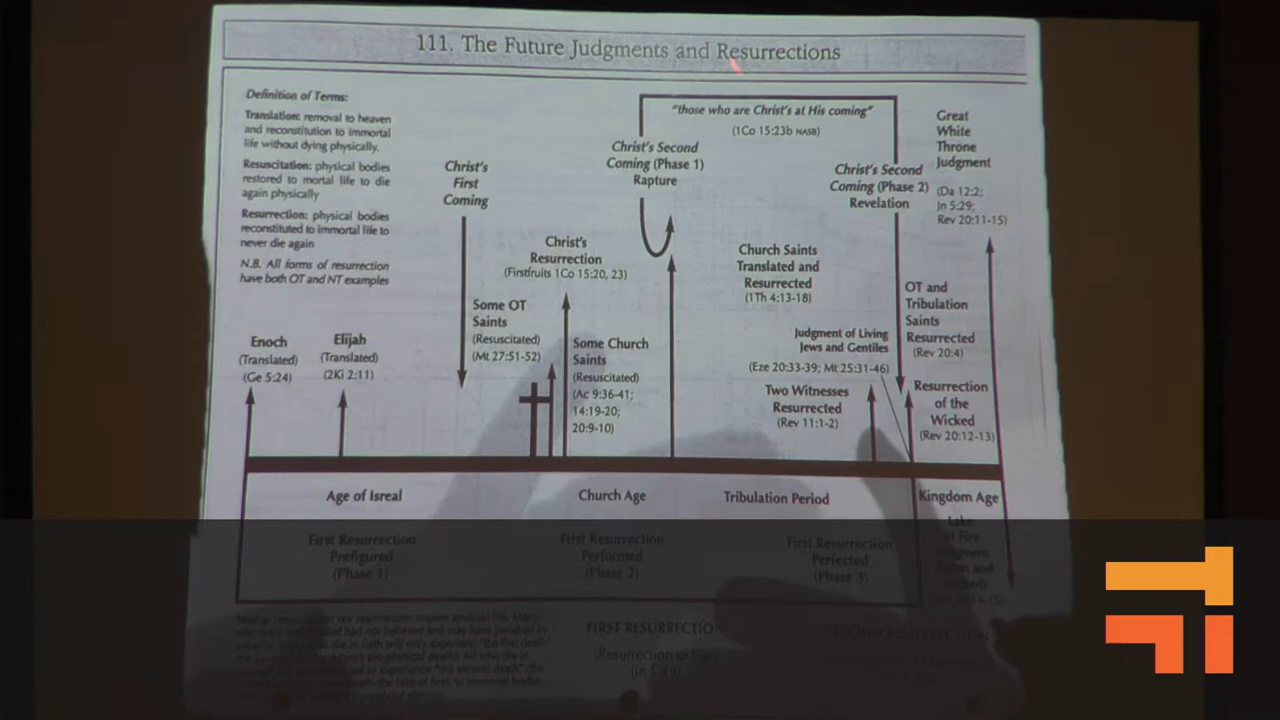 111. The Future Judgments and Resurrections
Definition of Terms:
Translation: removal to heaven
and reconstitution to immortal
life without dying physically.
Resuscitation: physical bodies
restored to mortal life to die
again physically
Resurrection: physical bodies
reconstituted to immortal life to
never die again
N.B. All forms of resurrection
have both OT and NT examples
Enoch
(Translated)
(Ge 5:24)
Elijah
(Translated)
(2Ki 2:11)
Christ's
First
Coming
Some OT
Saints
(Resuscitated)
(Mt 27:51-52)
Christ's
Resurrection
(Firstfruits 1Co 15:20, 23)
Some Church
Saints
(Resuscitated)
(Ac 9:36-41;
14:19-20;
20:9-10)
Christ's Second
Coming (Phase 1)
Rapture
"those who are Christ's at His coming"
(1Co 15:23b NASB)
Church Saints
Translated and
Resurrected
(1Th 4:13-18)
Judgment of Living
Jews and Gentiles
(Eze 20:33-39; Mt 25:31-46)
Two Witnesses
Resurrected
(Rev 11:1-2)
Christ's Second
Coming (Phase 2)
Revelation
OT and
Tribulation
Saints
Resurrected
(Rev 20:4)
Resurrection
of the
Wicked
(Rev 20:12-13)
Great
White
Throne
Judgment
(Da 12:2;
Jn 5:29;
Rev 20:11-15)
Age of Isreal
Church Age
Tribulation Period
Kingdom Age
First Resurrection
Prefigured
(Phase 1)
First Resurrection
Performed
(Phase 2)
First Resurrection
Perfected
(Phase 3)
Lake
of Fire
Judgment
FIRST RESURRECTION